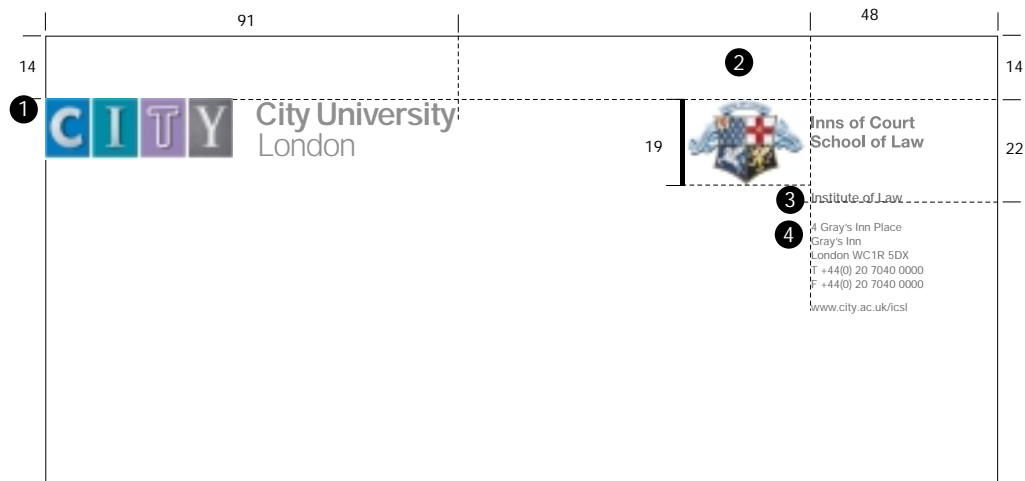 91
48
14
2
14
1
CITY
City University
London
19
Inns of Court
School of Law
22
3
Institute of Law
4
4 Gray's Inn Place
Gray's Inn
London WC1R 5DX
T +44(0) 20 7040 0000
F +44(0) 20 7040 0000
www.city.ac.uk/icsl